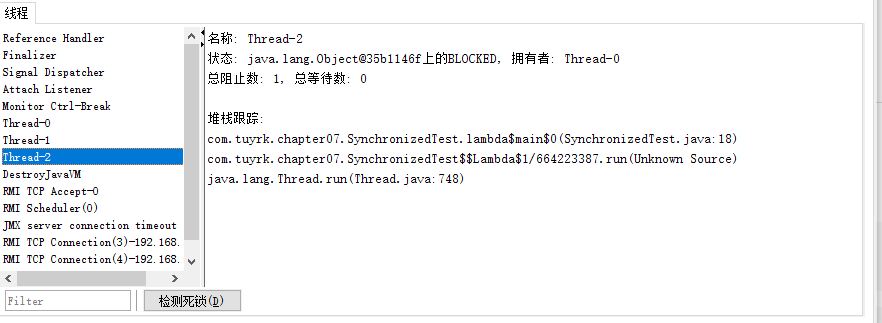 线程
Reference Handler
Finalizer
Signal Dispatcher
Attach Listener
Monitor Ctrl-Break
Thread-0
Thread-1
Thread-2
DestroyJavaVM
RMI TCP Accept-0
RMI Scheduler(0)
JMX server connection timeout
RMI TCP Connection(3)-192.168.
RMI TCP Connection(4)-192.168.
Filter
检测死锁(D)
名称: Thread-2
状态: java.lang.Object@35b1146f上的BLOCKED, 拥有者: Thread-0
总阻止数: 1, 总等待数: 0
堆栈跟踪:
com.tuyrk.chapter07.SynchronizedTest.lambda$main$0(SynchronizedTest.java:18)
com.tuyrk.chapter07.SynchronizedTest$$Lambda$1/664223387.run(Unknown Source)
java.lang.Thread.run(Thread.java:748)